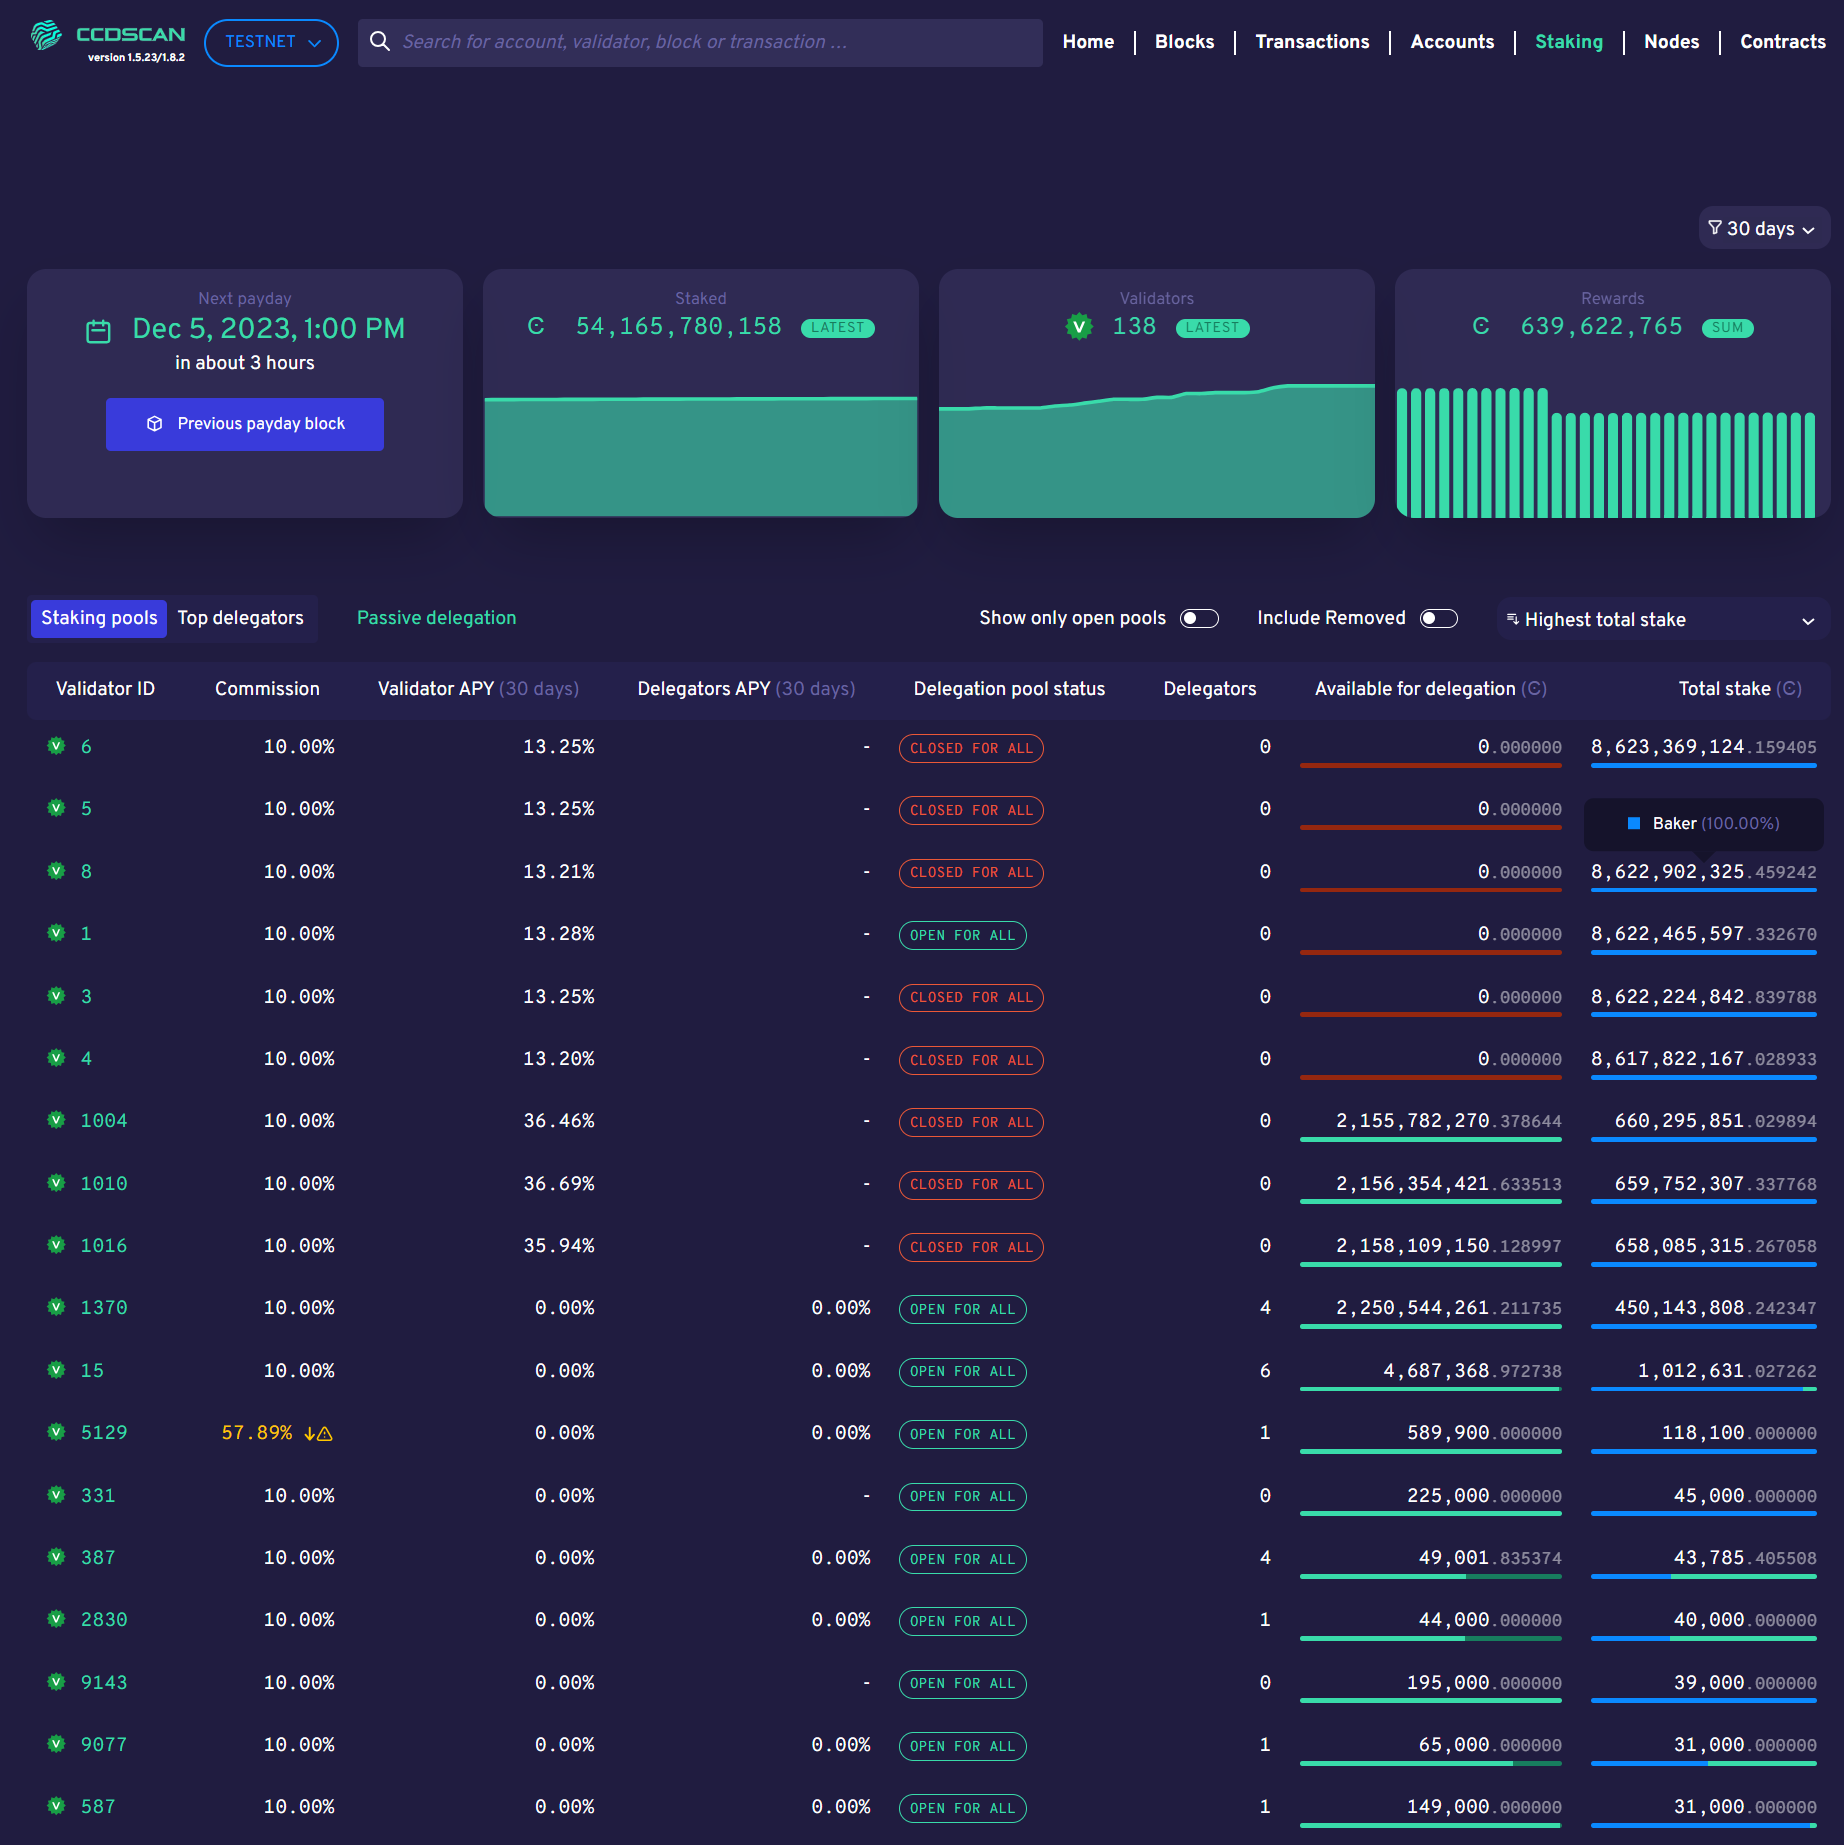 CCDSCAN
version 1.5.23/1.8.2
TESTNET
Search for account, validator, block or transaction ...
Home | Blocks | Transactions | Accounts | Staking | Nodes | Contracts
30 days
Next payday
Dec 5, 2023, 1:00 PM
in about 3 hours
Previous payday block
Staked
54,165,780,158 LATEST
Validators
138 LATEST
Rewards
639,622,765 SUM
Staking pools Top delegators Passive delegation Show only open pools Include Removed Highest total stake
Validator ID Commission Validator APY (30 days) Delegators APY (30 days) Delegation pool status Delegators Available for delegation (Ͼ) Total stake (Ͼ)
6 10.00% 13.25% - CLOSED FOR ALL 0 0.000000 8,623,369,124.159405
5 10.00% 13.25% - CLOSED FOR ALL 0 0.000000
Baker (100.00%)
8 10.00% 13.21% - CLOSED FOR ALL 0 0.000000 8,622,902,325.459242
1 10.00% 13.28% - OPEN FOR ALL 0 0.000000 8,622,465,597.332670
3 10.00% 13.25% - CLOSED FOR ALL 0 0.000000 8,622,224,842.839788
4 10.00% 13.20% - CLOSED FOR ALL 0 0.000000 8,617,822,167.028933
1004 10.00% 36.46% - CLOSED FOR ALL 0 2,155,782,270.378644 660,295,851.029894
1010 10.00% 36.69% - CLOSED FOR ALL 0 2,156,354,421.633513 659,752,307.337768
1016 10.00% 35.94% - CLOSED FOR ALL 0 2,158,109,150.128997 658,085,315.267058
1370 10.00% 0.00% 0.00% OPEN FOR ALL 4 2,250,544,261.211735 450,143,808.242347
15 10.00% 0.00% 0.00% OPEN FOR ALL 6 4,687,368.972738 1,012,631.027262
5129 57.89% 0.00% 0.00% OPEN FOR ALL 1 589,900.000000 118,100.000000
331 10.00% 0.00% - OPEN FOR ALL 0 225,000.000000 45,000.000000
387 10.00% 0.00% 0.00% OPEN FOR ALL 4 49,001.835374 43,785.405508
2830 10.00% 0.00% 0.00% OPEN FOR ALL 1 44,000.000000 40,000.000000
9143 10.00% 0.00% - OPEN FOR ALL 0 195,000.000000 39,000.000000
9077 10.00% 0.00% 0.00% OPEN FOR ALL 1 65,000.000000 31,000.000000
587 10.00% 0.00% 0.00% OPEN FOR ALL 1 149,000.000000 31,000.000000